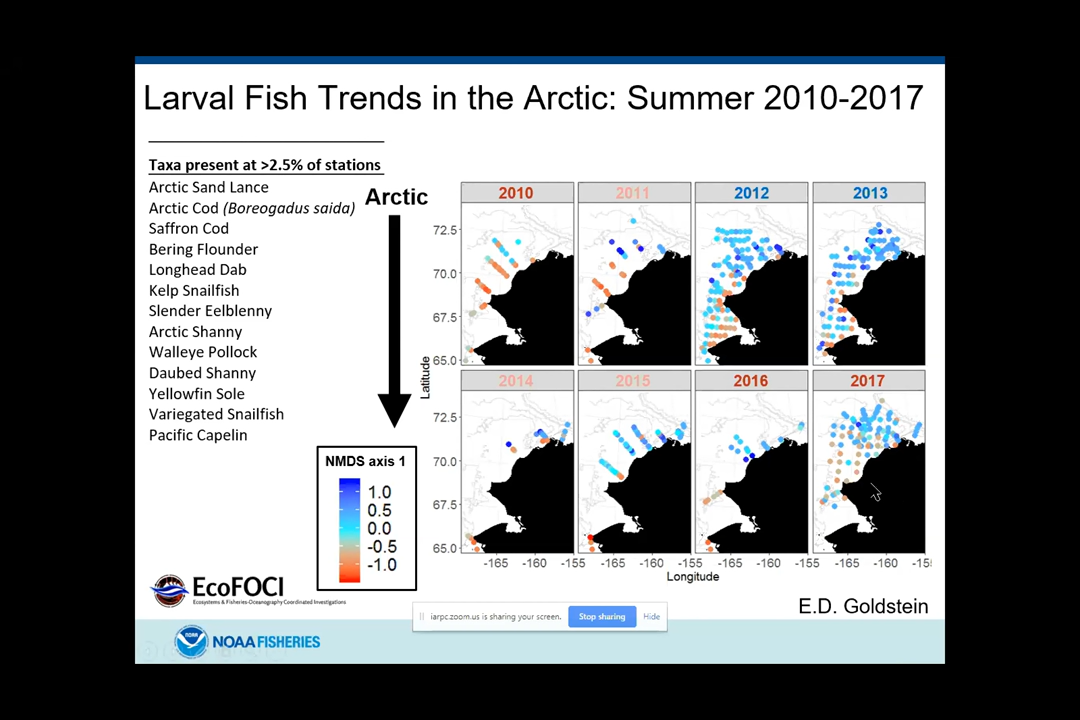 Larval Fish Trends in the Arctic: Summer 2010-2017
Taxa present at >2.5% of stations
Arctic Sand Lance
Arctic Cod (Boreogadus saida)
Saffron Cod
Bering Flounder
Longhead Dab
Kelp Snailfish
Slender Eelblenny
Arctic Shanny
Walleye Pollock
Daubed Shanny
Yellowfin Sole
Variegated Snailfish
Pacific Capelin
Arctic
NMDS axis 1
1.0
0.5
0.0
-0.5
-1.0
2010 2011 2012 2013
72.5
70.0
67.5
65.0
Latitude
2014 2015 2016 2017
72.5
70.0
67.5
65.0
-165 -160 -155 -165 -160 -155 -165 -160 -155 -165 -160 -155
Longitude
E.D. Goldstein
EcoFOCI
Ecosystems & Fisheries-Oceanography Coordinated Investigations
iarpc.zoom.us is sharing your screen. Stop sharing Hide
NOAA
NOAA FISHERIES